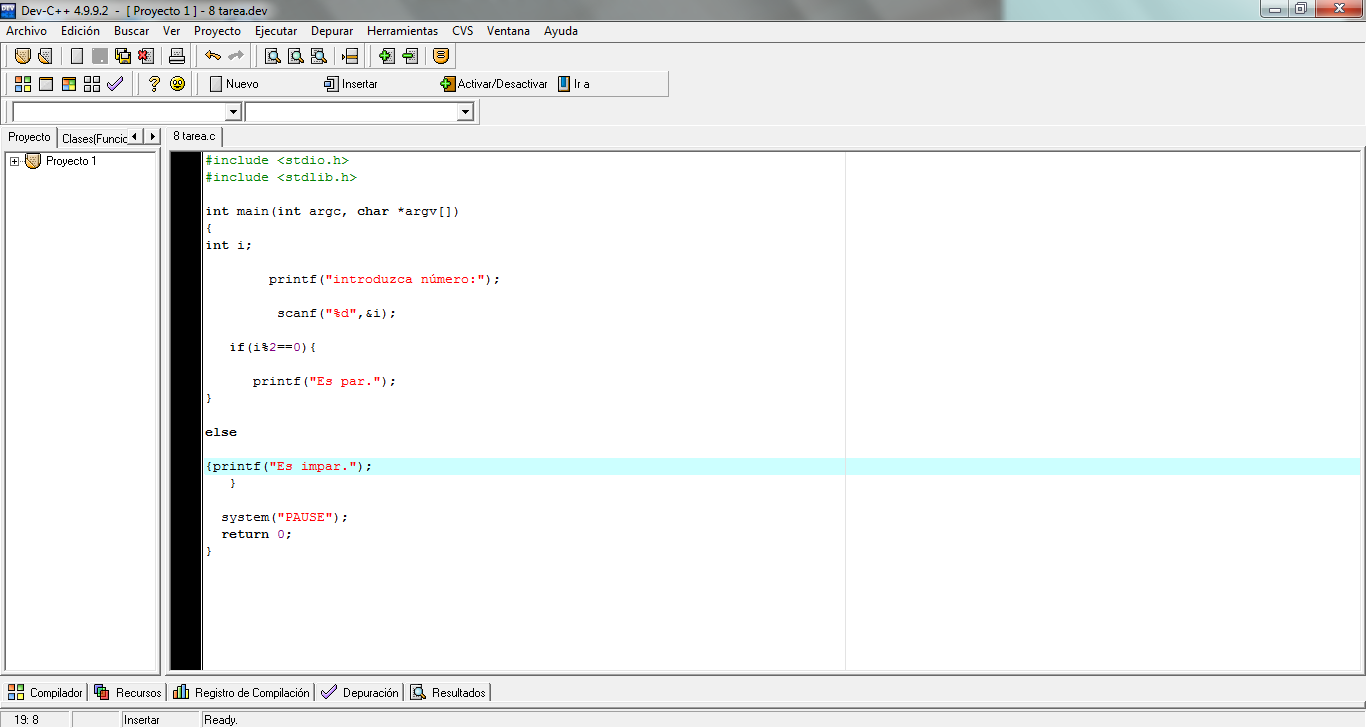 Dev-C++ 4.9.9.2 - [ Proyecto 1 ] - 8 tarea.dev
Archivo Edición Buscar Ver Proyecto Ejecutar Depurar Herramientas CVS Ventana Ayuda
Nuevo Insertar Activar/Desactivar Ir a
Proyecto Clases(Funcic 8 tarea.c
Proyecto 1
#include <stdio.h>
#include <stdlib.h>
int main(int argc, char *argv[])
{
int i;
printf("introduzca número:");
scanf("%d",&i);
if(i%2==0){
printf("Es par.");
}
else
{printf("Es impar.");
}
system("PAUSE");
return 0;
}
Compilador Recursos Registro de Compilación Depuración Resultados
19: 8 Insertar Ready.